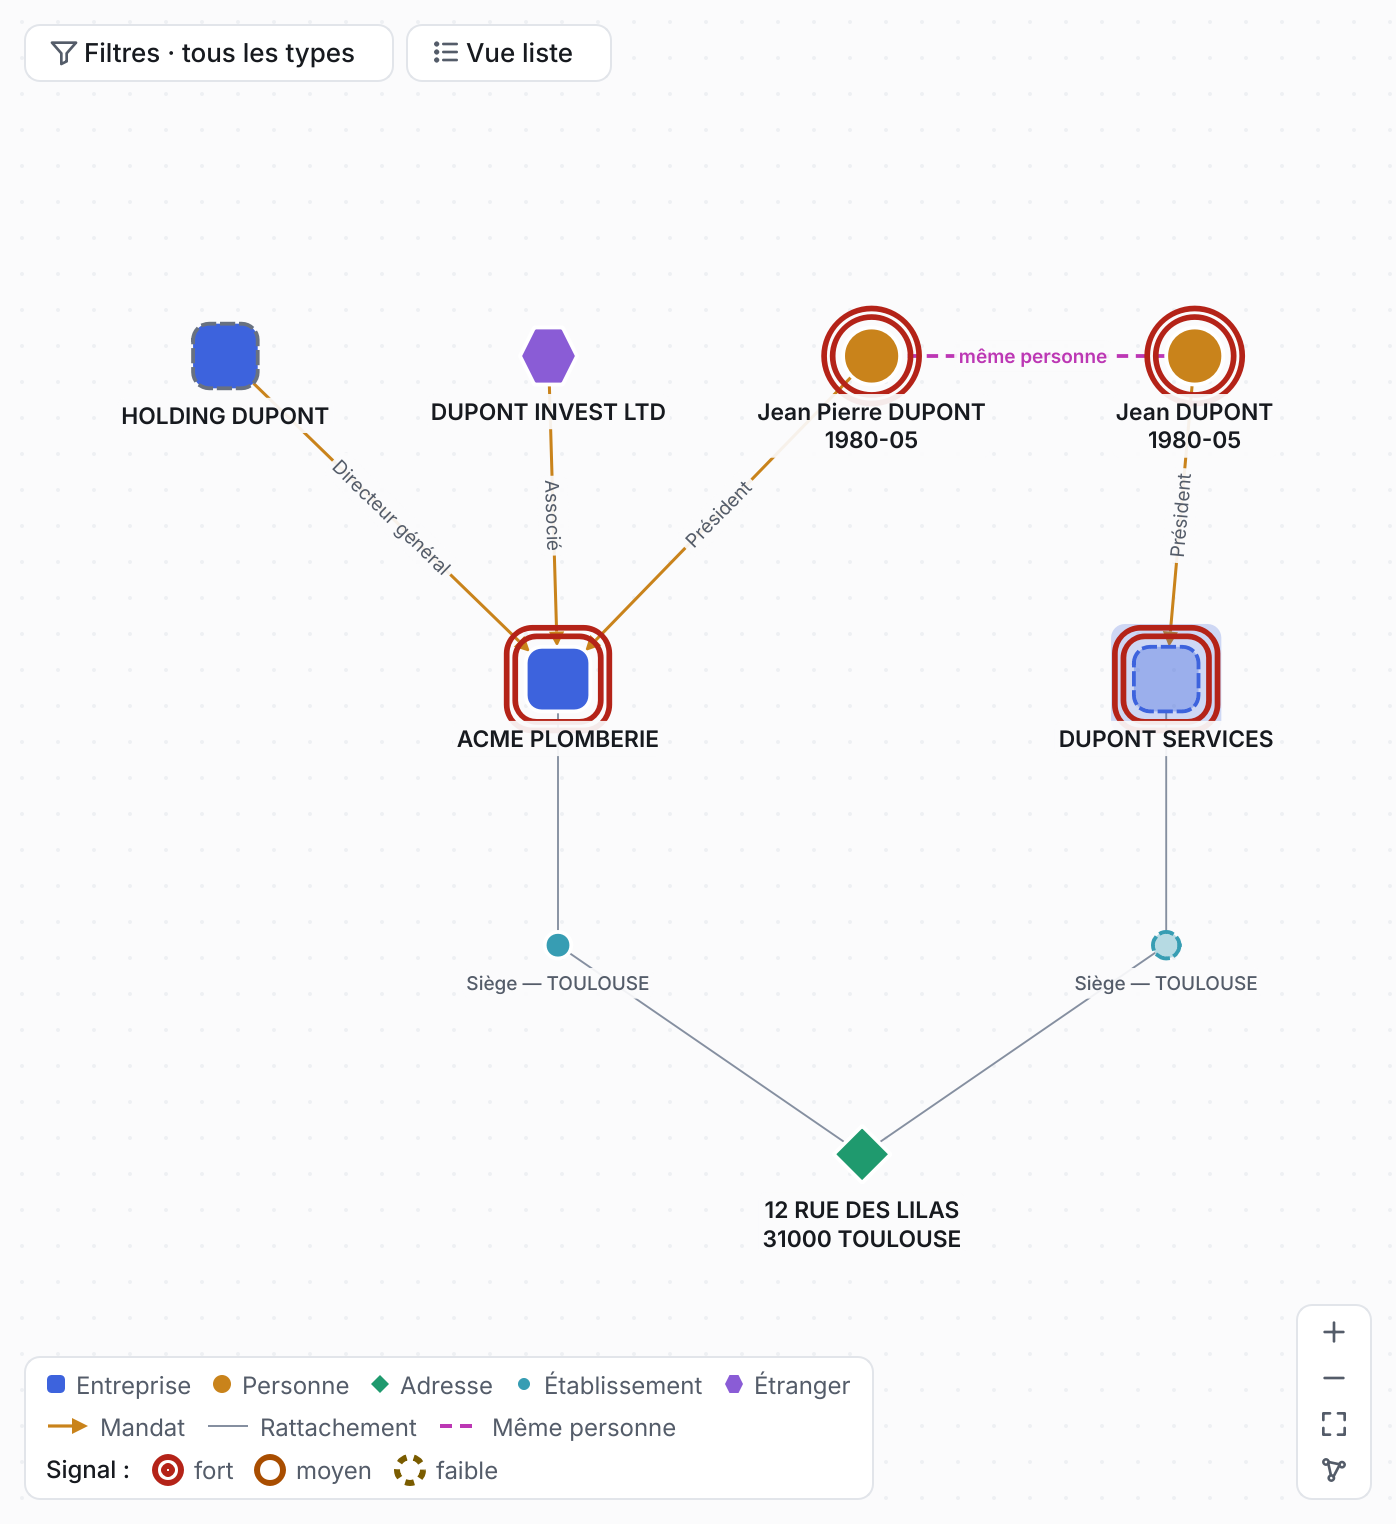 Filtres · tous les types
Vue liste
même personne
HOLDING DUPONT
DUPONT INVEST LTD
Jean Pierre DUPONT
1980-05
Jean DUPONT
1980-05
Directeur général
Associé
Président
Président
ACME PLOMBERIE
DUPONT SERVICES
Siège — TOULOUSE
Siège — TOULOUSE
12 RUE DES LILAS
31000 TOULOUSE
Entreprise
Personne
Adresse
Établissement
Étranger
Mandat
Rattachement
Même personne
Signal :
fort
moyen
faible